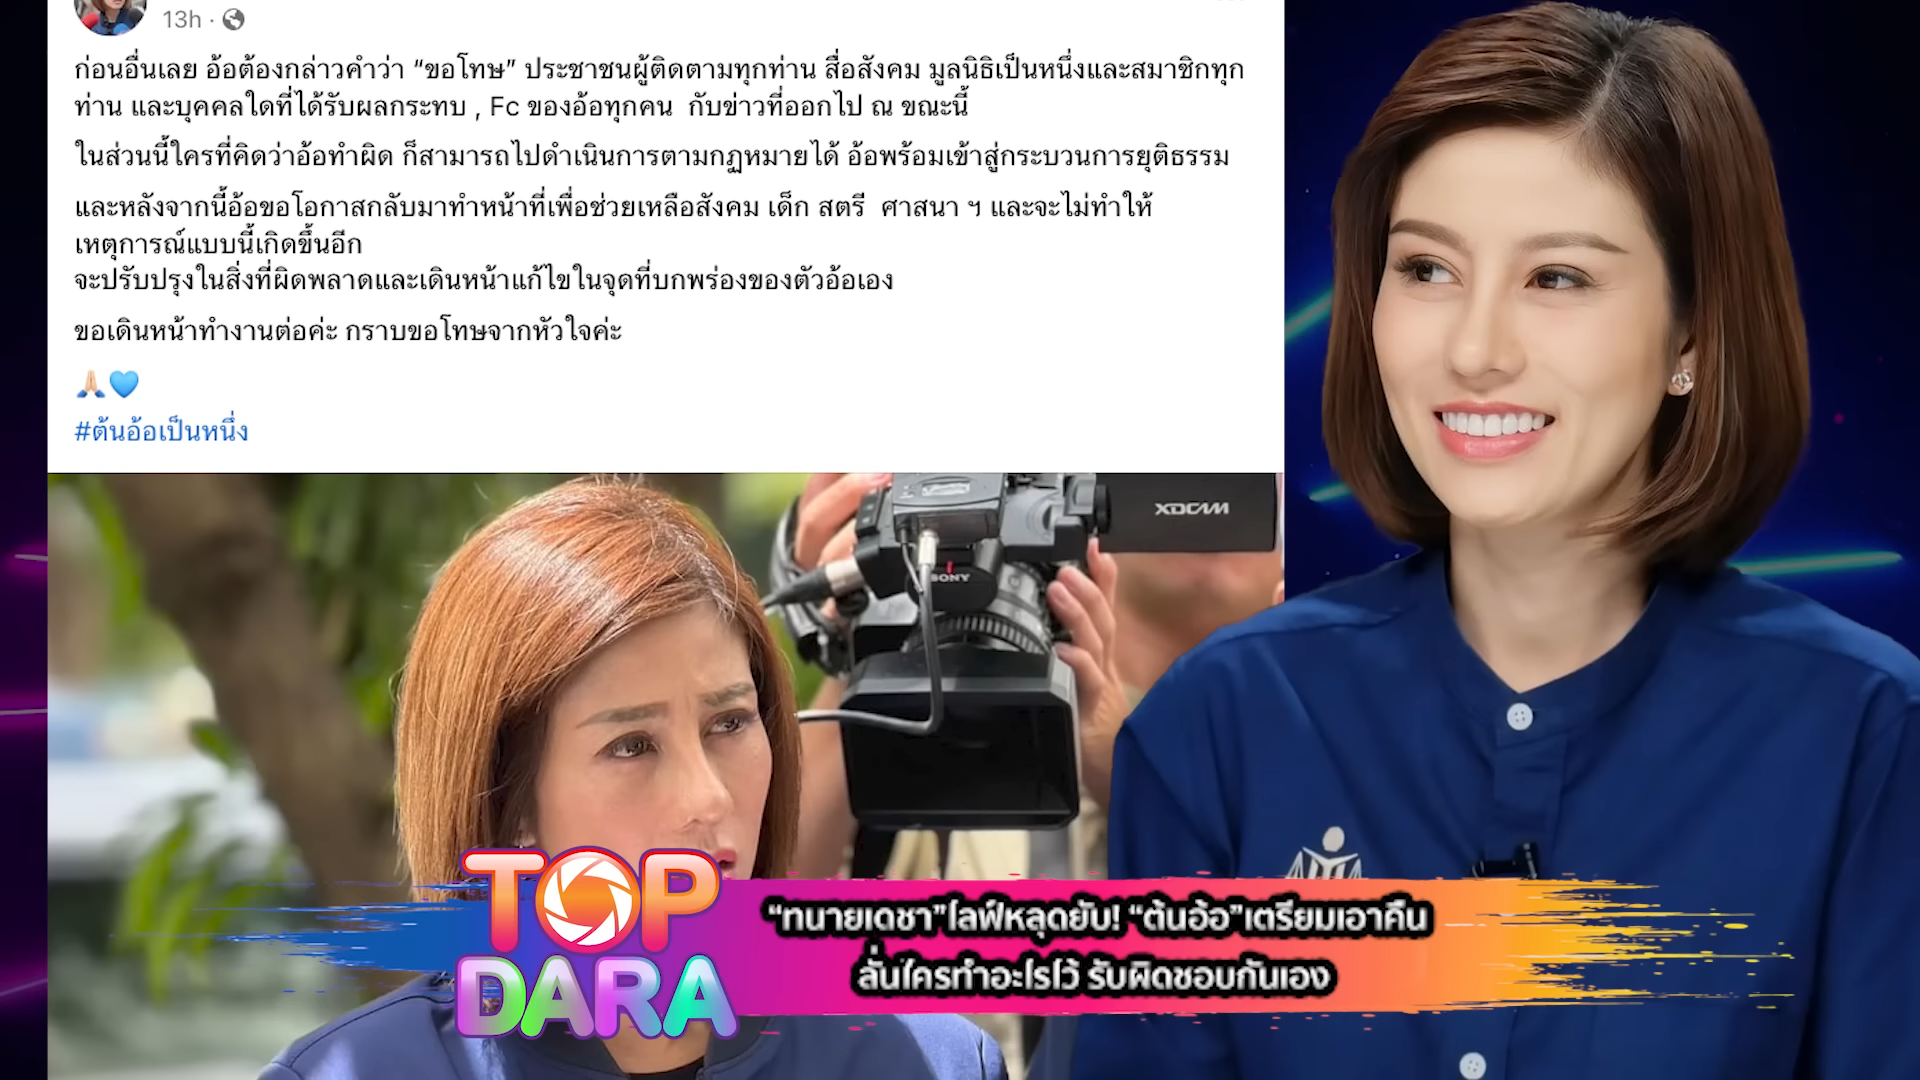 13h ·
ก่อนอื่นเลย อ้อต้องกล่าวคำว่า “ขอโทษ” ประชาชนผู้ติดตามทุกท่าน สื่อสังคม มูลนิธิเป็นหนึ่งและสมาชิกทุก
ท่าน และบุคคลใดที่ได้รับผลกระทบ , Fc ของอ้อทุกคน กับข่าวที่ออกไป ณ ขณะนี้
ในส่วนนี้ใครที่คิดว่าอ้อทำผิด ก็สามารถไปดำเนินการตามกฏหมายได้ อ้อพร้อมเข้าสู่กระบวนการยุติธรรม
และหลังจากนี้อ้อขอโอกาสกลับมาทำหน้าที่เพื่อช่วยเหลือสังคม เด็ก สตรี ศาสนา ฯ และจะไม่ทำให้
เหตุการณ์แบบนี้เกิดขึ้นอีก
จะปรับปรุงในสิ่งที่ผิดพลาดและเดินหน้าแก้ไขในจุดที่บกพร่องของตัวอ้อเอง
ขอเดินหน้าทำงานต่อค่ะ กราบขอโทษจากหัวใจค่ะ
🙏🏻💙
#ต้นอ้อเป็นหนึ่ง
XDCAM
SONY
TOP
DARA
“ทนายเดชา”ไลฟ์หลุดยับ! “ต้นอ้อ”เตรียมเอาคืน
ลั่นใครทำอะไรไว้ รับผิดชอบกันเอง